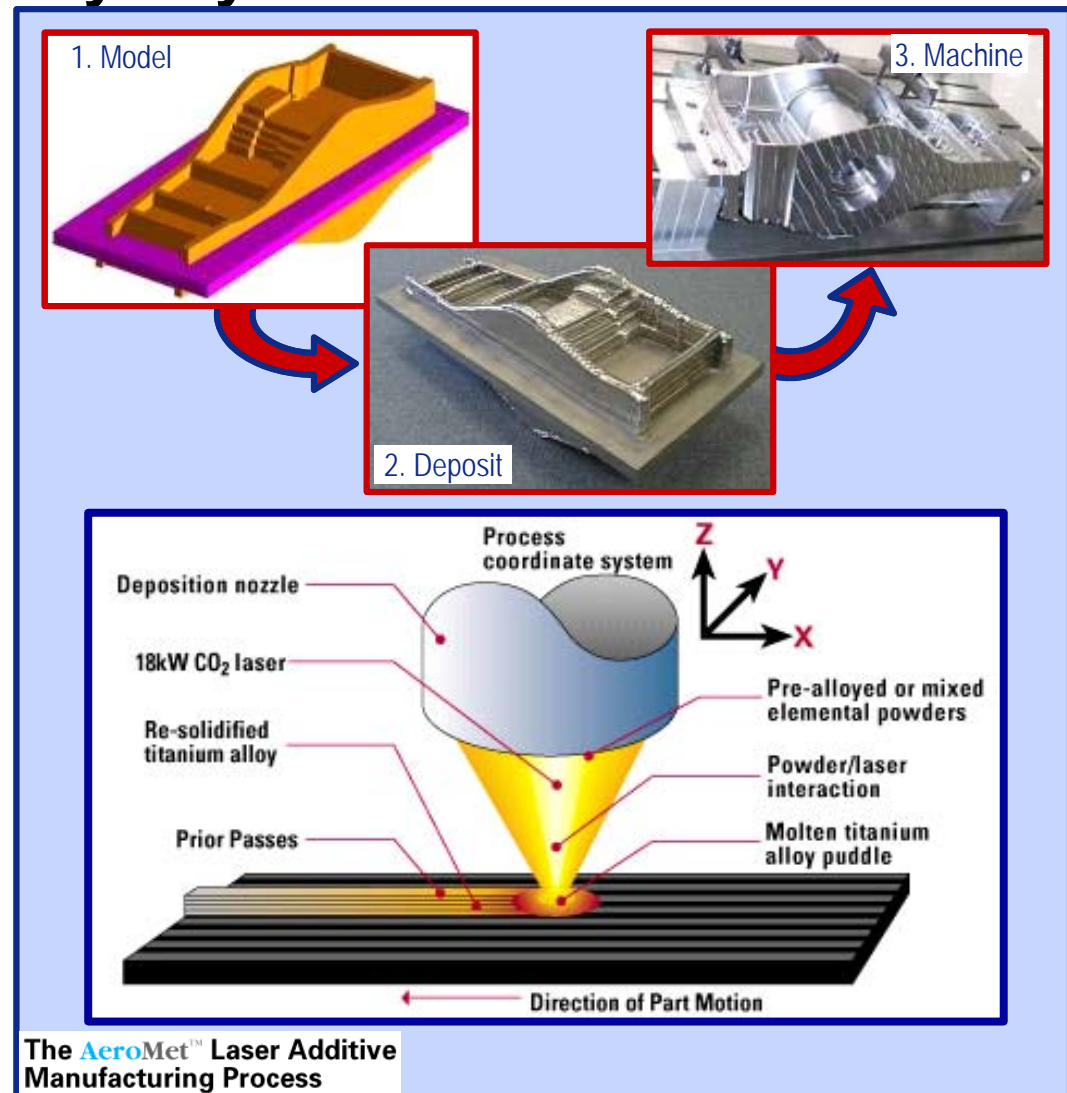 1. Model
3. Machine
2. Deposit
Process
coordinate system
Z
Y
X
Deposition nozzle
18kW CO₂ laser
Re-solidified
titanium alloy
Prior Passes
Pre-alloyed or mixed
elemental powders
Powder/laser
interaction
Molten titanium
alloy puddle
Direction of Part Motion
The AeroMet™ Laser Additive
Manufacturing Process